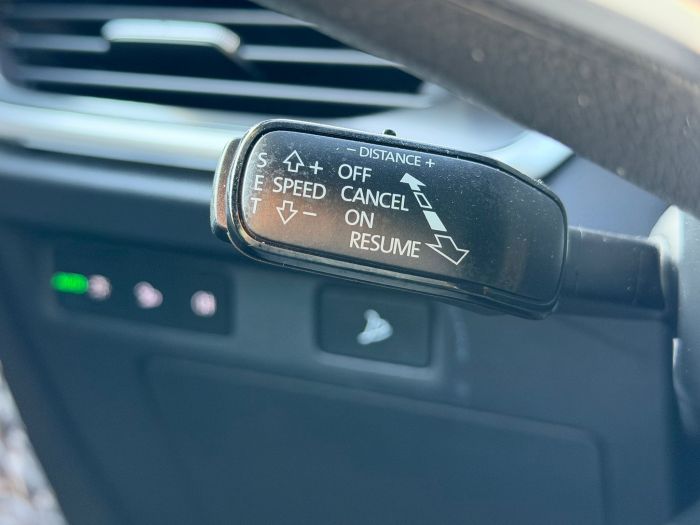 - DISTANCE +
S + OFF
E SPEED CANCEL
T - ON
RESUME